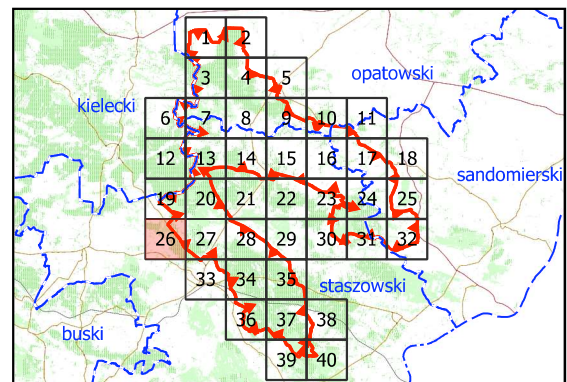 1 2
3 4 5
opatowski
kielecki
6 7 8 9 10 11
12 13 14 15 16 17 18
sandomierski
19 20 21 22 23 24 25
26 27 28 29 30 31 32
33 34 35
staszowski
36 37 38
buski
39 40